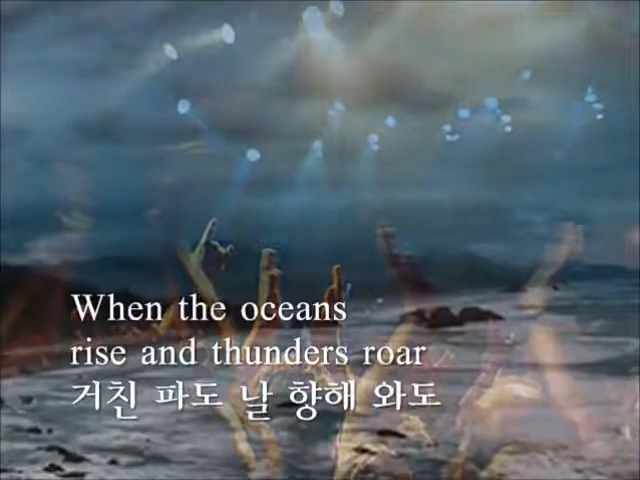 When the oceans
rise and thunders roar
거친 파도 날 향해 와도